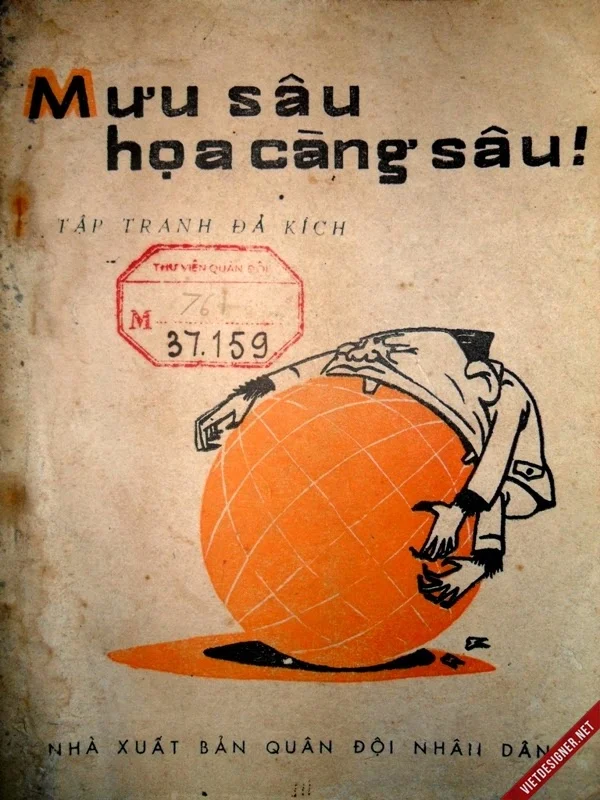 Mưu sâu
họa càng sâu!
TẬP TRANH ĐẢ KÍCH
THƯ VIỆN QUÂN ĐỘI
M 761
37.159
NHÀ XUẤT BẢN QUÂN ĐỘI NHÂN DÂN
VIETDESIGNER.NET